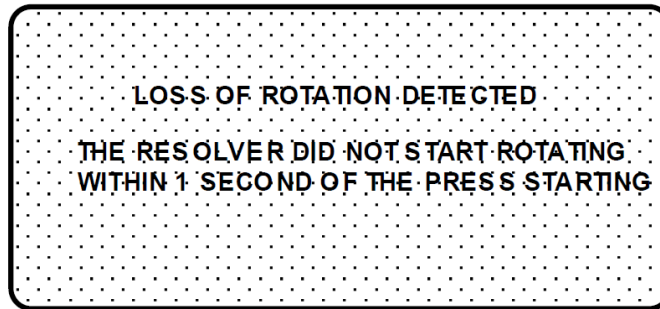 LOSS OF ROTATION DETECTED
THE RESOLVER DID NOT START ROTATING
WITHIN 1 SECOND OF THE PRESS STARTING